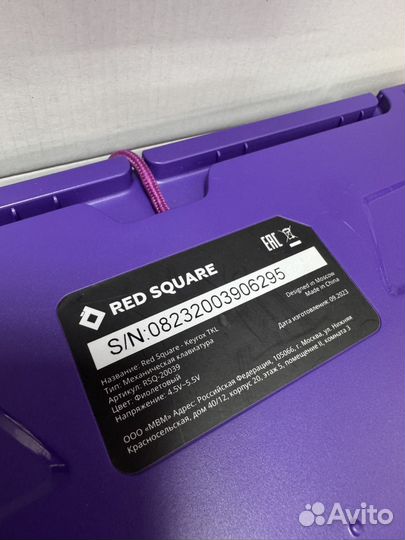 RED SQUARE
EAC
Designed in Moscow
Made in China
S/N:08232003906295
Дата изготовления: 09.2023
Название: Red Square - Keyrox TKL
Тип: Механическая клавиатура
Артикул: RSQ-20039
Цвет: Фиолетовый
Напряжение: 4.5V~5.5V
ООО «МВМ» Адрес: Российская Федерация, 105066, г. Москва, ул. Нижняя
Красносельская, дом 40/12, корпус 20, этаж 5, помещение II, комната 3
Avito